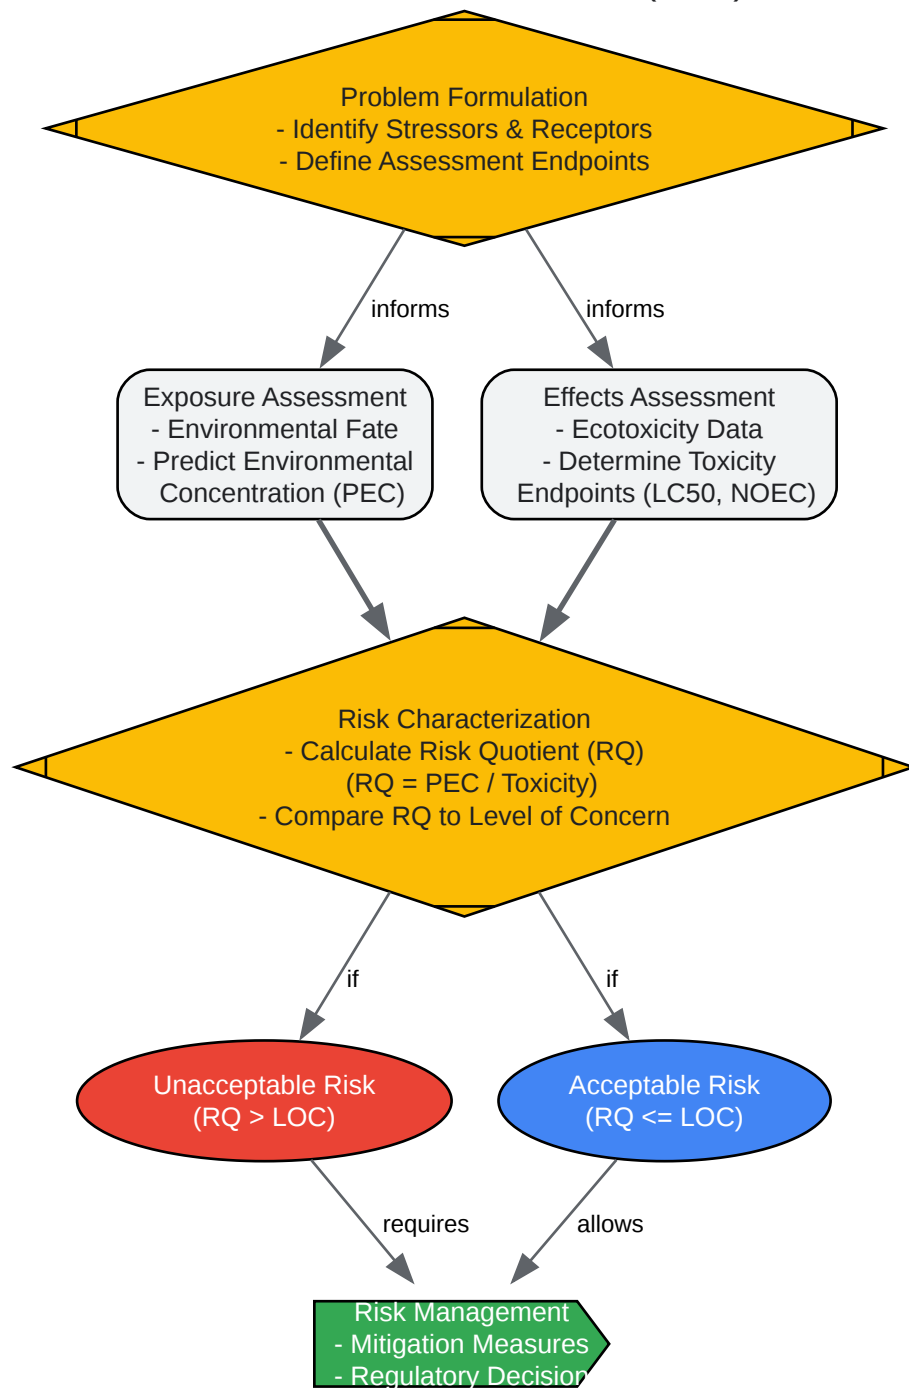 Problem Formulation
- Identify Stressors & Receptors
- Define Assessment Endpoints
informs
informs
Exposure Assessment
- Environmental Fate
- Predict Environmental
Concentration (PEC)
Effects Assessment
- Ecotoxicity Data
- Determine Toxicity
Endpoints (LC50, NOEC)
Risk Characterization
- Calculate Risk Quotient (RQ)
(RQ = PEC / Toxicity)
- Compare RQ to Level of Concern
if
if
Unacceptable Risk
(RQ > LOC)
Acceptable Risk
(RQ <= LOC)
requires
allows
Risk Management
- Mitigation Measures
- Regulatory Decision